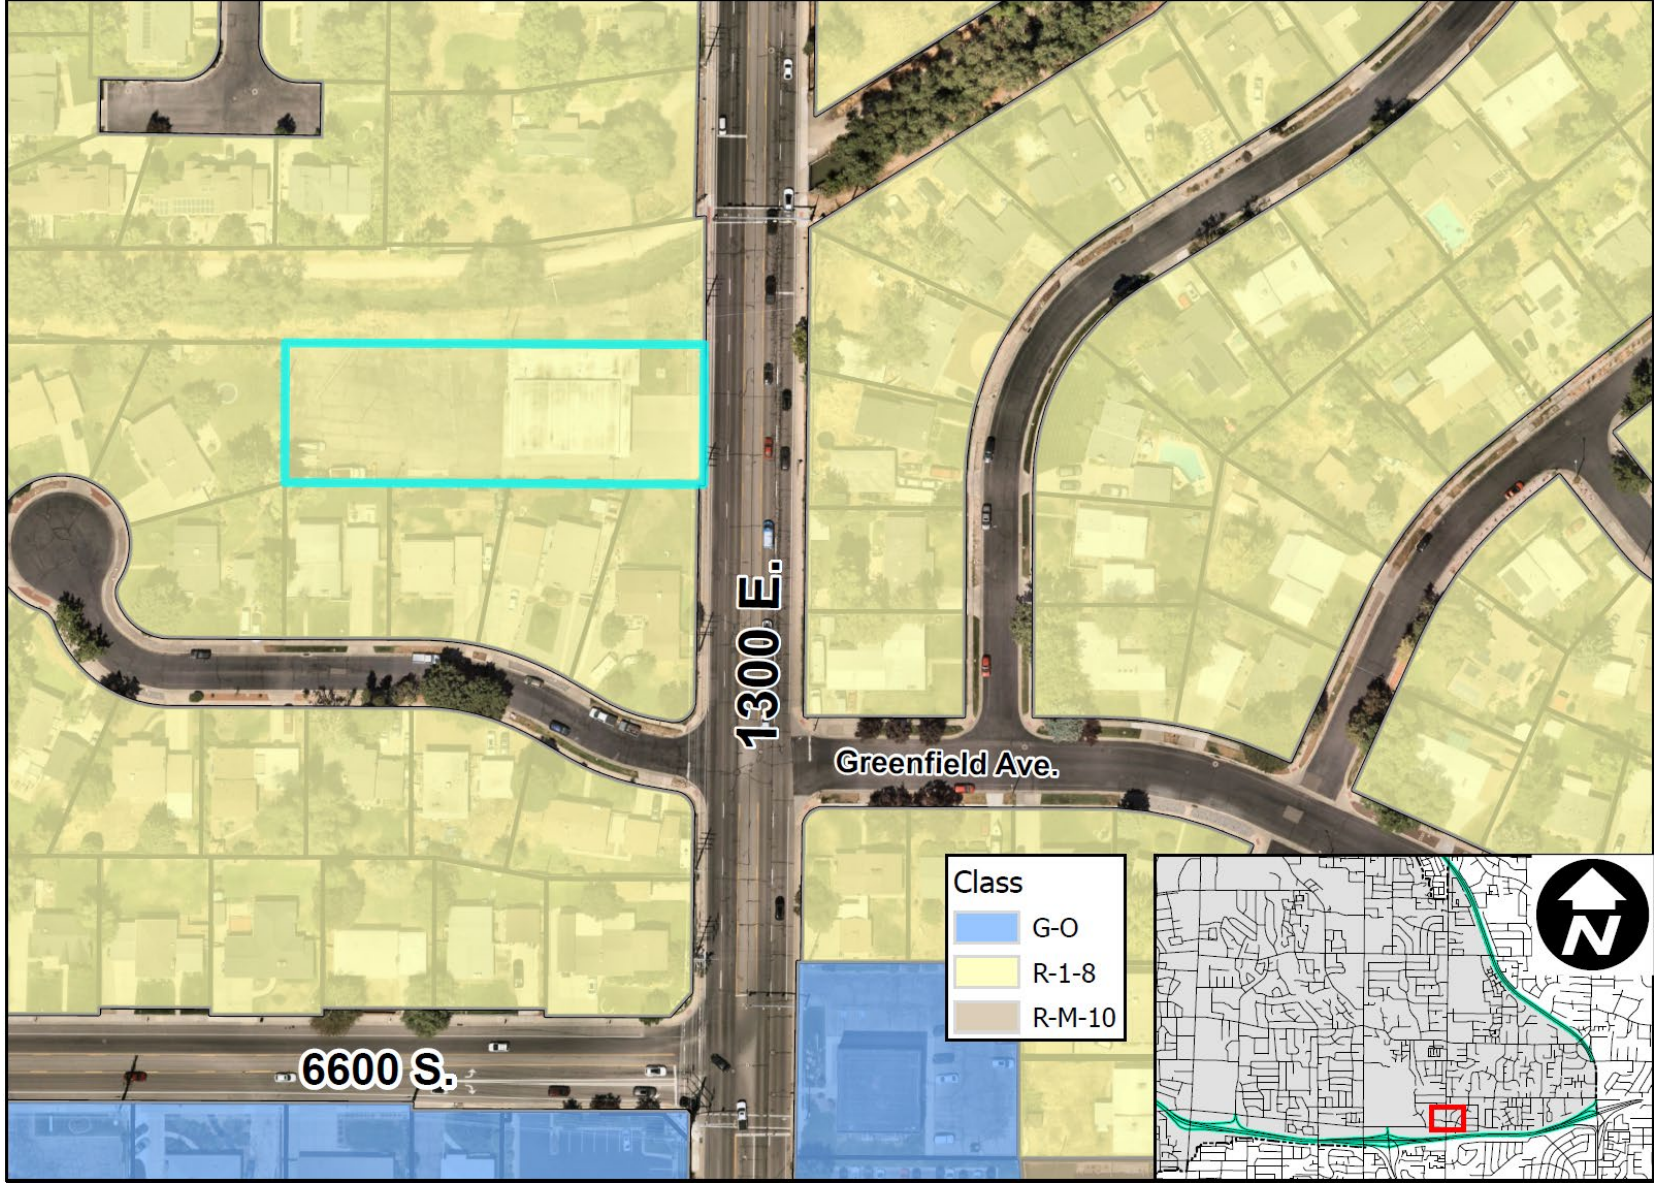 1300 E.
Greenfield Ave.
Class
G-O
R-1-8
R-M-10
N
6600 S.